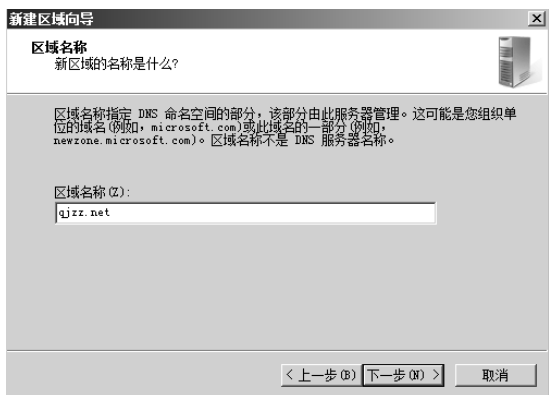 新建区域向导
区域名称
新区域的名称是什么?
区域名称指定 DNS 命名空间的部分，该部分由此服务器管理。这可能是您组织单
位的域名(例如，microsoft.com)或此域名的一部分(例如，
newzone.microsoft.com)。区域名称不是 DNS 服务器名称。
区域名称(Z):
qjzz.net
< 上一步(B) 下一步(N) > 取消